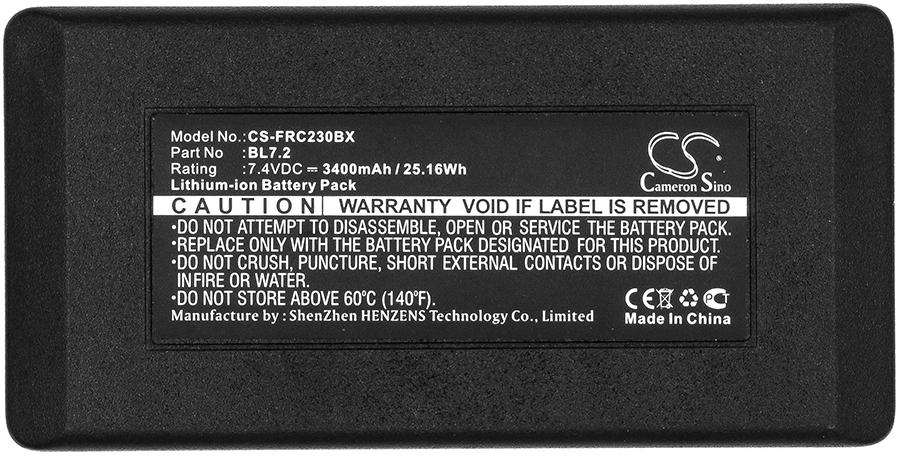 Model No.: CS-FRC230BX
Part No : BL7.2
Rating : 7.4VDC ⎓ 3400mAh / 25.16Wh
Lithium-ion Battery Pack
CS
Cameron Sino
CAUTION WARRANTY VOID IF LABEL IS REMOVED
•DO NOT ATTEMPT TO DISASSEMBLE, OPEN OR SERVICE THE BATTERY PACK.
•REPLACE ONLY WITH THE BATTERY PACK DESIGNATED FOR THIS PRODUCT.
•DO NOT CRUSH, PUNCTURE, SHORT EXTERNAL CONTACTS OR DISPOSE OF
INFIRE OR WATER.
•DO NOT STORE ABOVE 60°C (140°F).
Manufacture by : ShenZhen HENZENS Technology Co., Limited
CE
Made In China